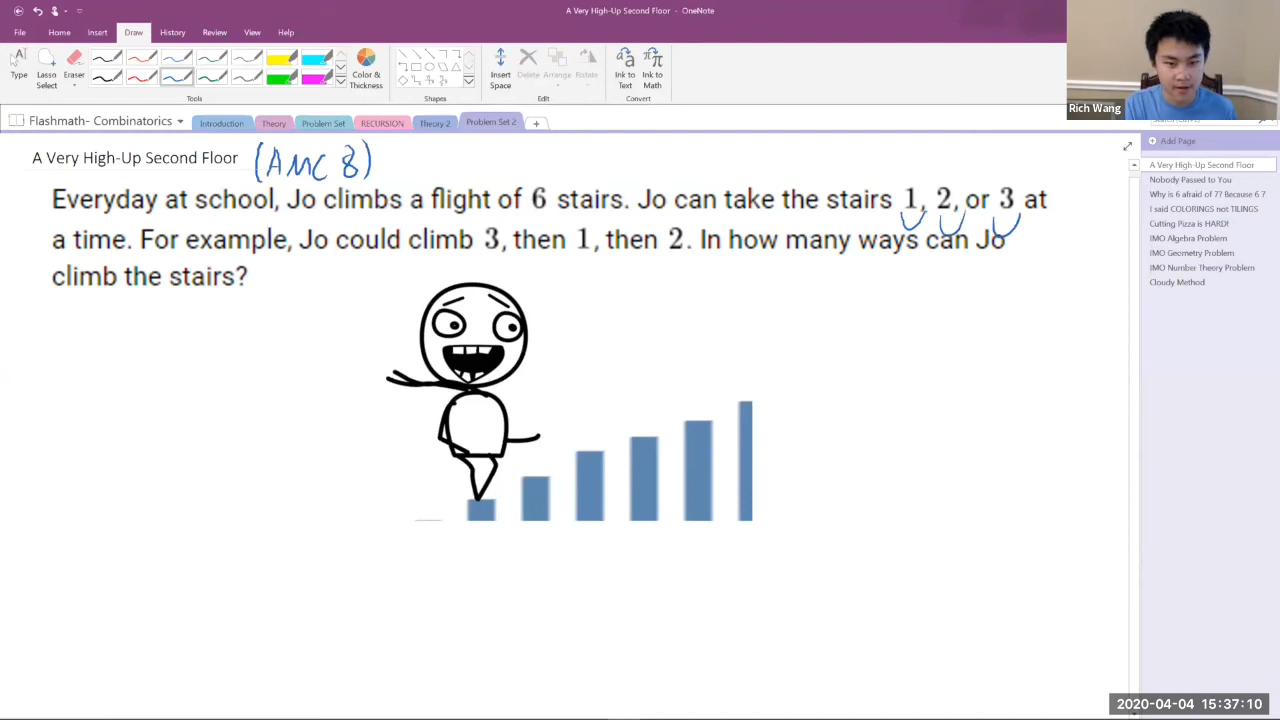 A Very High-Up Second Floor - OneNote
File Home Insert Draw History Review View Help
Type
Lasso Select
Eraser
Color & Thickness
Insert Space
Delete
Arrange
Rotate
Ink to Text
Ink to Math
Tools
Shapes
Edit
Convert
Rich Wang
Flashmath- Combinatorics
Introduction Theory Problem Set RECURSION Theory 2 Problem Set 2
Add Page
A Very High-Up Second Floor (AMC 8)
Everyday at school, Jo climbs a flight of 6 stairs. Jo can take the stairs 1, 2, or 3 at
a time. For example, Jo could climb 3, then 1, then 2. In how many ways can Jo
climb the stairs?
A Very High-Up Second Floor
Nobody Passed to You
Why is 6 afraid of 7? Because 6 7
I said COLORINGS not TILINGS
Cutting Pizza is HARD!
IMO Algebra Problem
IMO Geometry Problem
IMO Number Theory Problem
Cloudy Method
2020-04-04 15:37:10